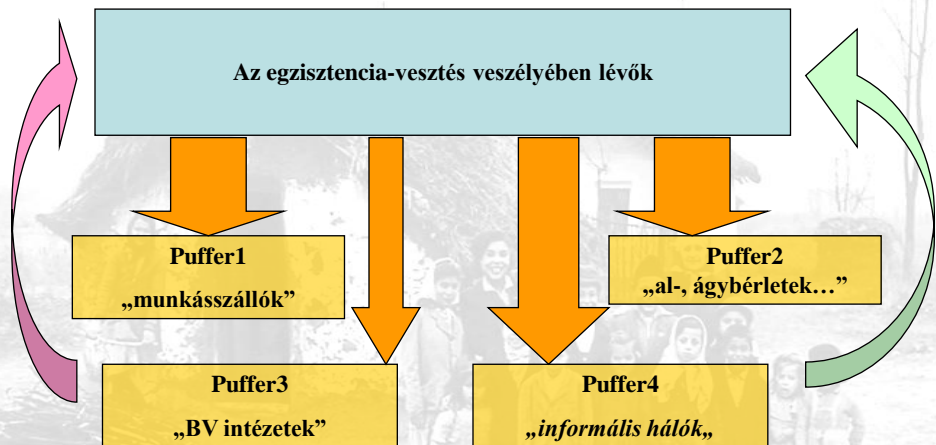 Az egzisztencia-vesztés veszélyében lévők
Puffer1
„munkásszállók”
Puffer2
„al-, ágybérletek…”
Puffer3
„BV intézetek”
Puffer4
„informális hálók„